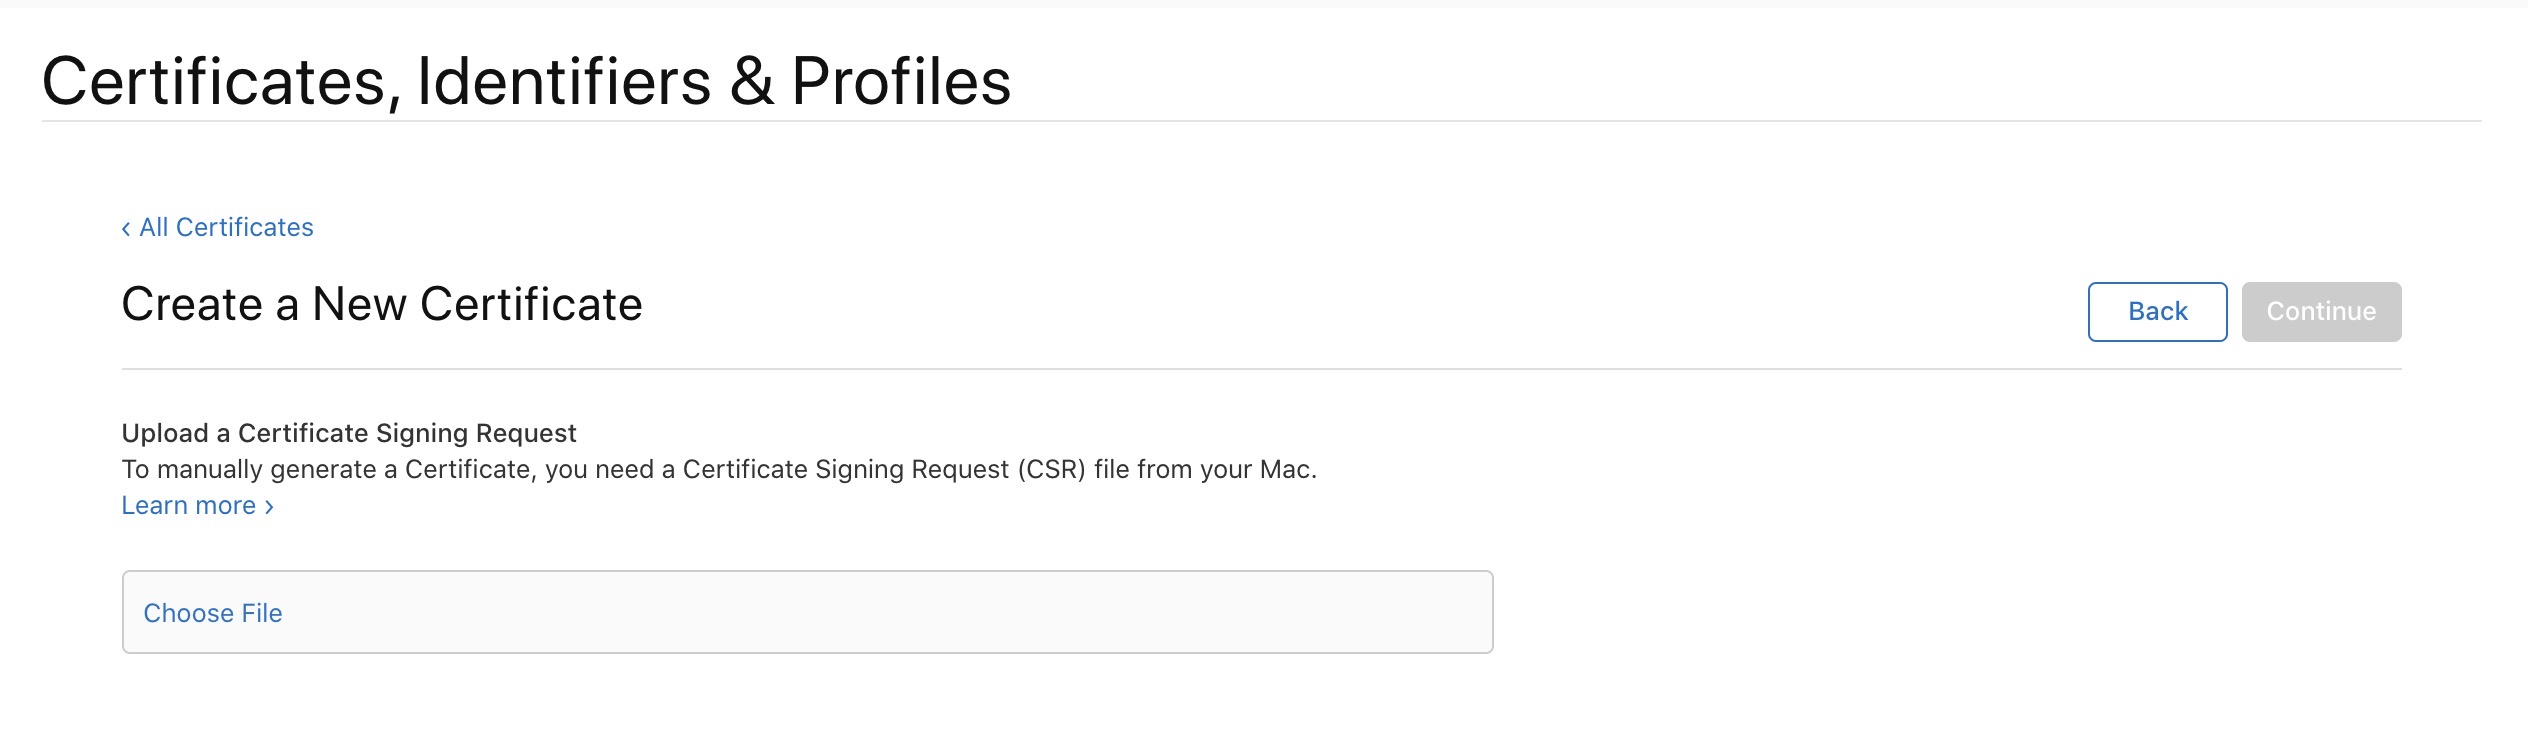 Certificates, Identifiers & Profiles
‹ All Certificates
Create a New Certificate
Back
Continue
Upload a Certificate Signing Request
To manually generate a Certificate, you need a Certificate Signing Request (CSR) file from your Mac.
Learn more ›
Choose File